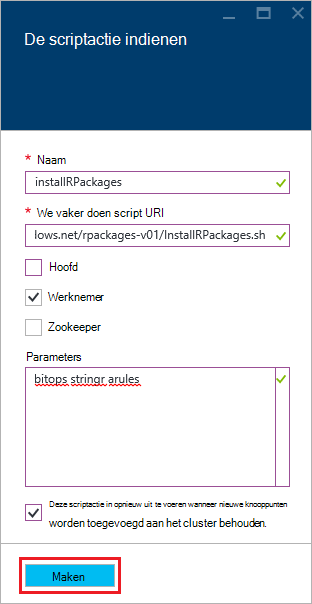 De scriptactie indienen
* Naam
installRPackages
* We vaker doen script URI
lows.net/rpackages-v01/InstallRPackages.sh
Hoofd
Werknemer
Zookeeper
Parameters
bitops stringr arules
Deze scriptactie in opnieuw uit te voeren wanneer nieuwe knooppunten
worden toegevoegd aan het cluster behouden.
Maken